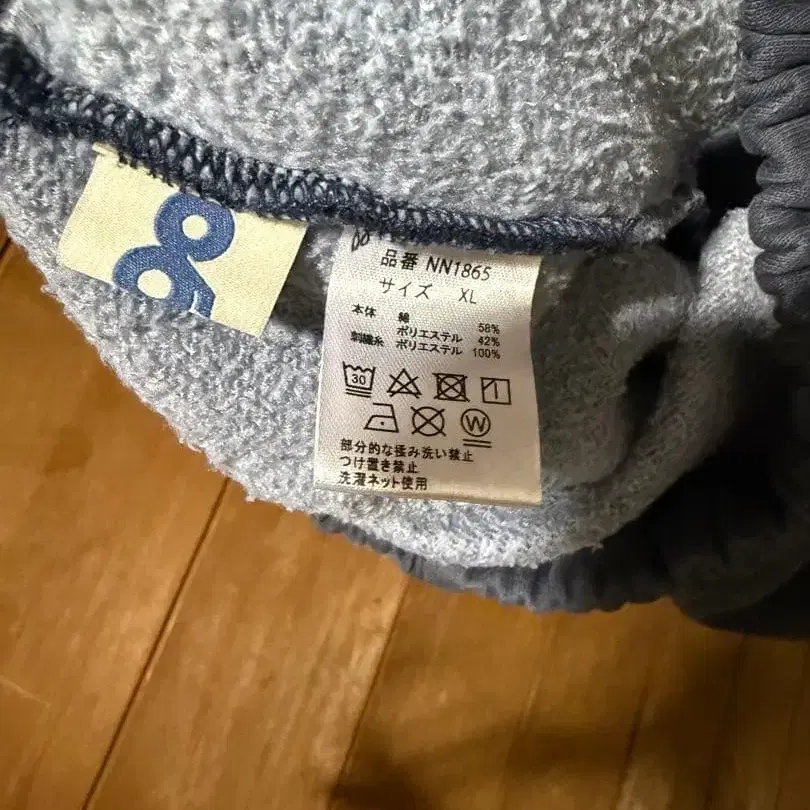 品番 NN1865
サイズ XL
本体 綿 58%
ポリエステル 42%
刺繍糸 ポリエステル 100%
30
W
部分的な揉み洗い禁止
つけ置き禁止
洗濯ネット使用